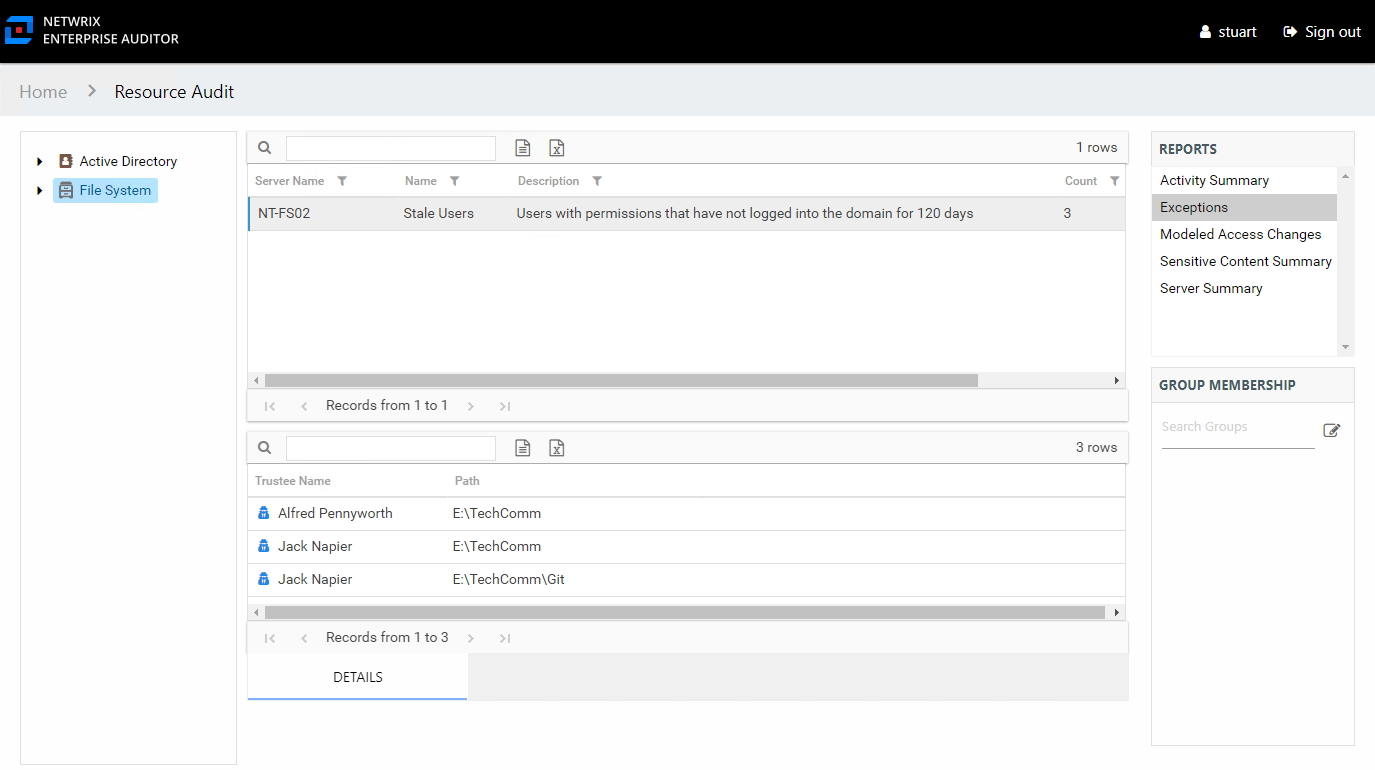 NETWRIX
ENTERPRISE AUDITOR
stuart
Sign out
Home
Resource Audit
Active Directory
File System
1 rows
Server Name
Name
Description
Count
NT-FS02
Stale Users
Users with permissions that have not logged into the domain for 120 days
3
Records from 1 to 1
3 rows
Trustee Name
Path
Alfred Pennyworth
E:\TechComm
Jack Napier
E:\TechComm
Jack Napier
E:\TechComm\Git
Records from 1 to 3
DETAILS
REPORTS
Activity Summary
Exceptions
Modeled Access Changes
Sensitive Content Summary
Server Summary
GROUP MEMBERSHIP
Search Groups